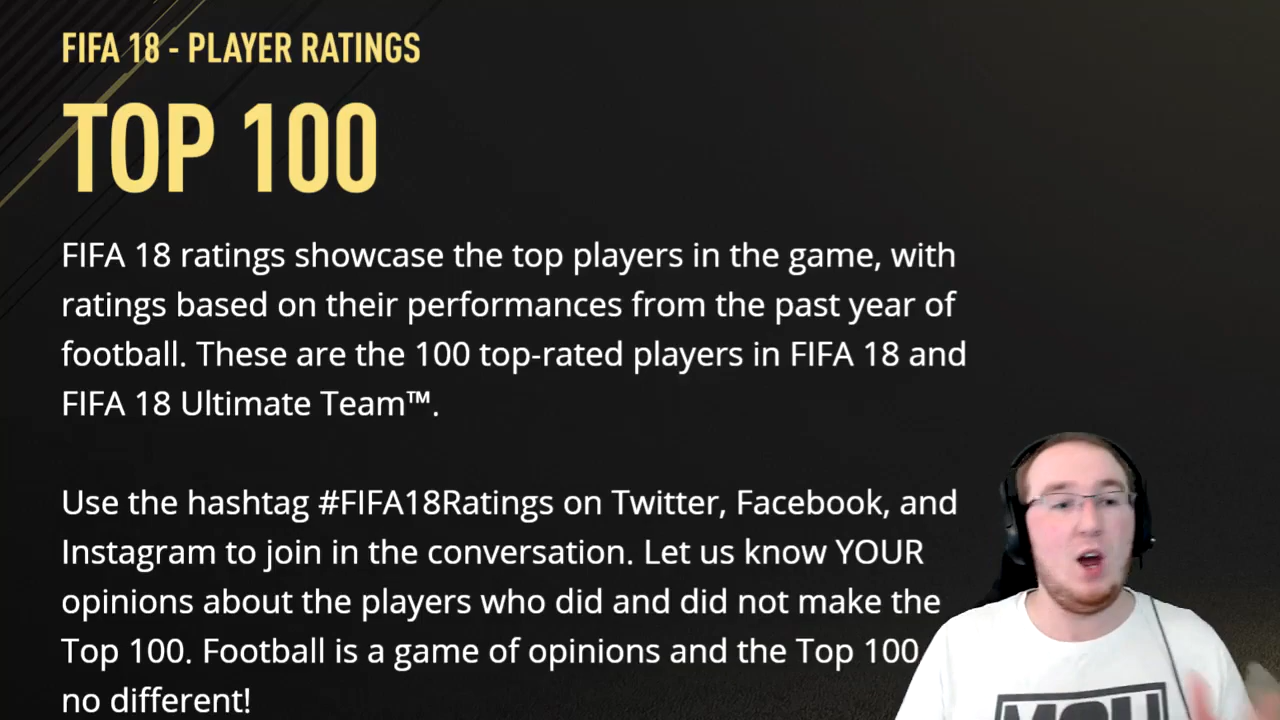 FIFA 18 - PLAYER RATINGS
TOP 100
FIFA 18 ratings showcase the top players in the game, with
ratings based on their performances from the past year of
football. These are the 100 top-rated players in FIFA 18 and
FIFA 18 Ultimate Team™.
Use the hashtag #FIFA18Ratings on Twitter, Facebook, and
Instagram to join in the conversation. Let us know YOUR
opinions about the players who did and did not make the
Top 100. Football is a game of opinions and the Top 100
no different!